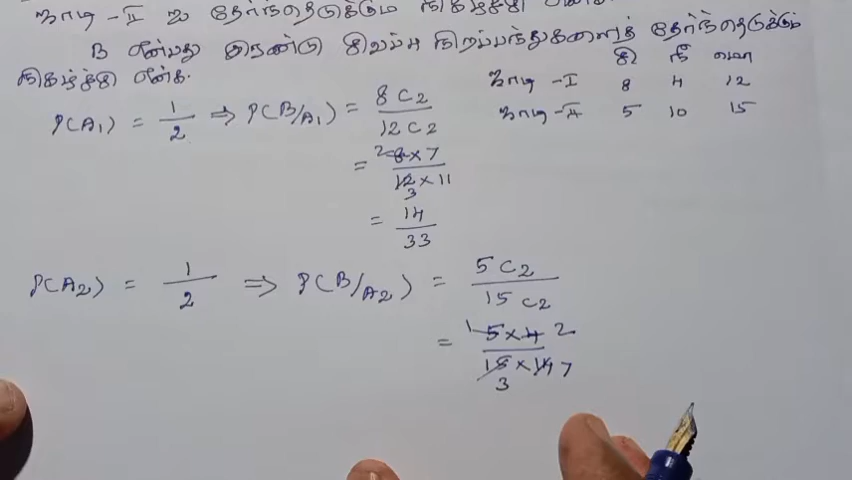 ஜாடி -II ஐ தேர்ந்தெடுக்கும் நிகழ்ச்சி
B என்பது இரண்டு சிவப்பு நிறப்பந்துகளைத் தேர்ந்தெடுக்கும்
நிகழ்ச்சி என்க.
சி நீ மொ
ஜாடி -I 8 4 12
ஜாடி -II 5 10 15
P(A₁) = 1/2 ⇒ P(B/A₁) = 8C₂/12C₂
= 8×7/12×11 2 3
= 14/33
P(A₂) = 1/2 ⇒ P(B/A₂) = 5C₂/15C₂
= 5×4/15×14 1 2 3 7